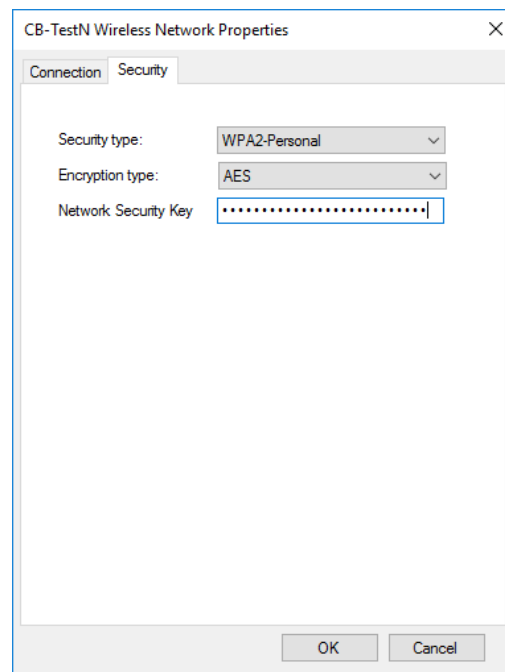 CB-TestN Wireless Network Properties
Connection Security
Security type: WPA2-Personal
Encryption type: AES
Network Security Key ••••••••••••••••••••••••••
OK Cancel